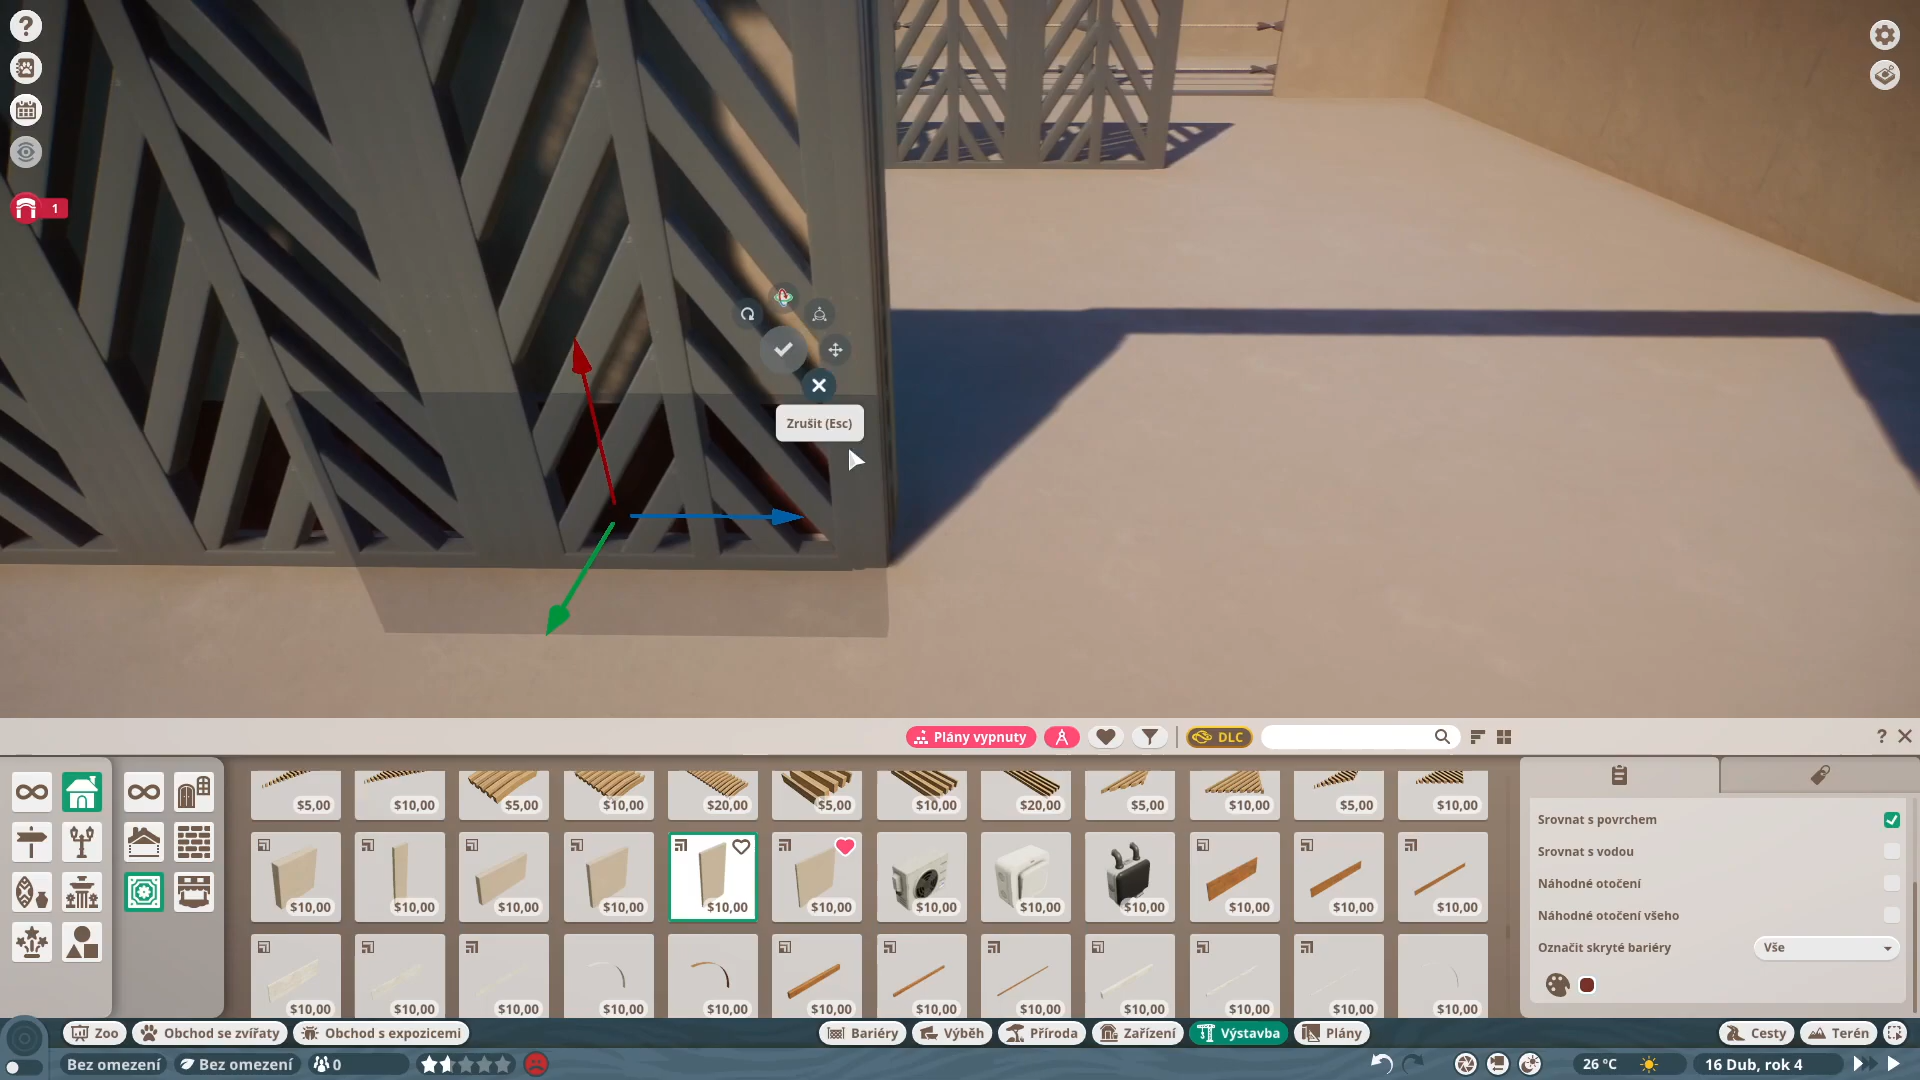 1
Zrušit (Esc)
Plány vypnuty
DLC
?
$5,00 $10,00 $5,00 $10,00 $20,00 $5,00 $10,00 $20,00 $5,00 $10,00 $5,00 $10,00
$10,00 $10,00 $10,00 $10,00 $10,00 $10,00 $10,00 $10,00 $10,00 $10,00 $10,00 $10,00
$10,00 $10,00 $10,00 $10,00 $10,00 $10,00 $10,00 $10,00 $10,00 $10,00 $10,00 $10,00
Srovnat s povrchem
Srovnat s vodou
Náhodné otočení
Náhodné otočení všeho
Označit skryté bariéry Vše
Zoo Obchod se zvířaty Obchod s expozicemi Bariéry Výběh Příroda Zařízení Výstavba Plány Cesty Terén
Bez omezení Bez omezení 0 26 °C 16 Dub, rok 4